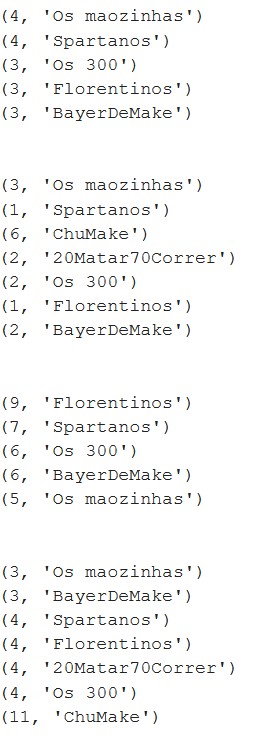 (4, 'Os maozinhas')
(4, 'Spartanos')
(3, 'Os 300')
(3, 'Florentinos')
(3, 'BayerDeMake')
(3, 'Os maozinhas')
(1, 'Spartanos')
(6, 'ChuMake')
(2, '20Matar70Correr')
(2, 'Os 300')
(1, 'Florentinos')
(2, 'BayerDeMake')
(9, 'Florentinos')
(7, 'Spartanos')
(6, 'Os 300')
(6, 'BayerDeMake')
(5, 'Os maozinhas')
(3, 'Os maozinhas')
(3, 'BayerDeMake')
(4, 'Spartanos')
(4, 'Florentinos')
(4, '20Matar70Correr')
(4, 'Os 300')
(11, 'ChuMake')